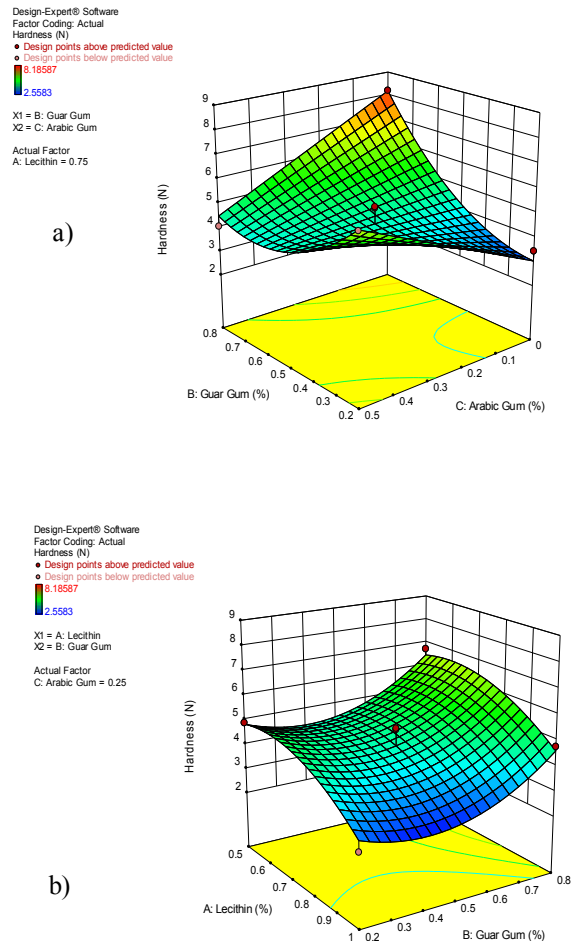 Design-Expert® Software
Factor Coding: Actual
Hardness (N)
Design points above predicted value
Design points below predicted value
8.18587
2.5583
X1 = B: Guar Gum
X2 = C: Arabic Gum
Actual Factor
A: Lecithin = 0.75
a)
Hardness (N)
9
8
7
6
5
4
3
2
0.8
0.7
0.6
0.5
0.4
0.3
0.2
B: Guar Gum (%)
0.5
0.4
0.3
0.2
0.1
0
C: Arabic Gum (%)
Design-Expert® Software
Factor Coding: Actual
Hardness (N)
Design points above predicted value
Design points below predicted value
8.18587
2.5583
X1 = A: Lecithin
X2 = B: Guar Gum
Actual Factor
C: Arabic Gum = 0.25
b)
Hardness (N)
9
8
7
6
5
4
3
2
0.5
0.6
0.7
0.8
0.9
1
A: Lecithin (%)
0.2
0.3
0.4
0.5
0.6
0.7
0.8
B: Guar Gum (%)